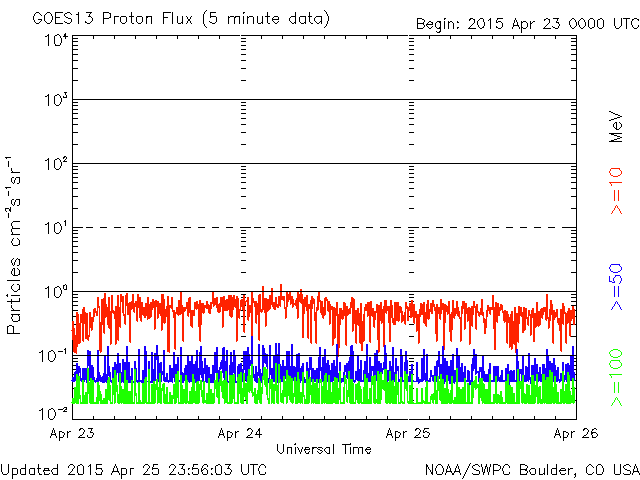 GOES13 Proton Flux (5 minute data)
Begin: 2015 Apr 23 0000 UTC
Particles cm⁻²s⁻¹sr⁻¹
10⁴
10³
10²
10¹
10⁰
10⁻¹
10⁻²
Apr 23
Apr 24
Apr 25
Apr 26
Universal Time
MeV
>=10
>=50
>=100
Updated 2015 Apr 25 23:56:03 UTC
NOAA/SWPC Boulder, CO USA